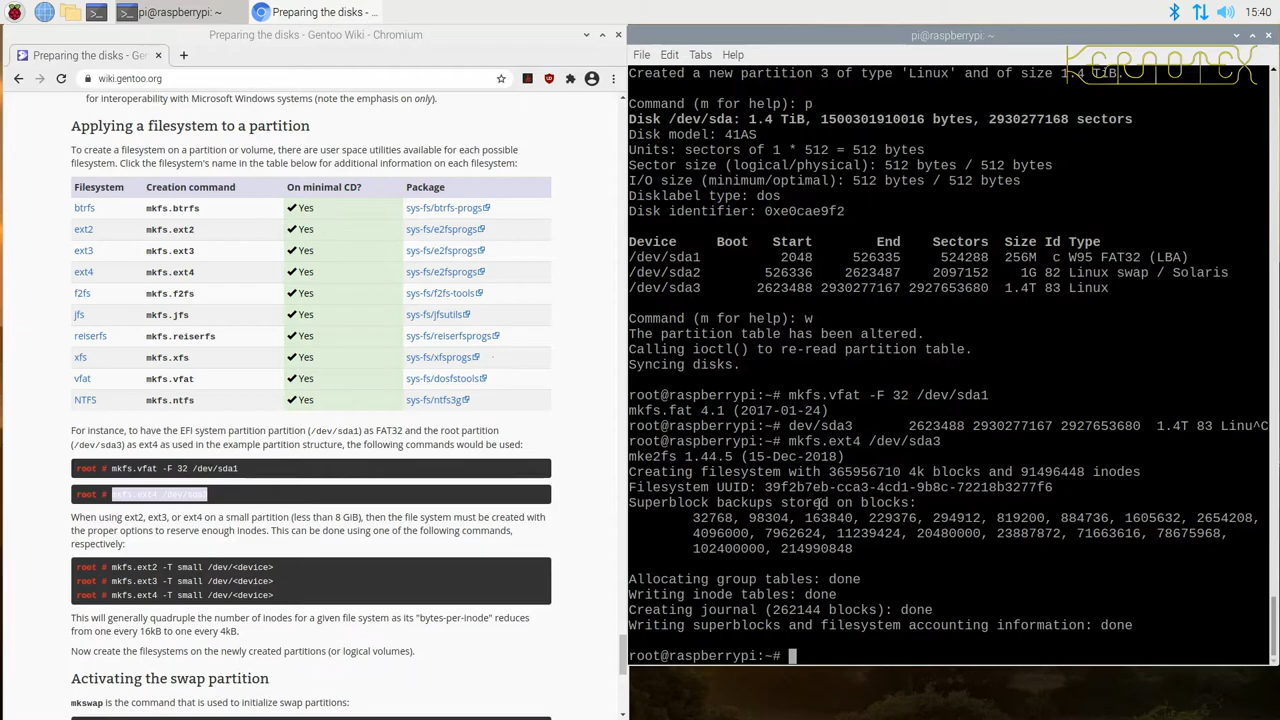 pi@raspberrypi: ~
Preparing the disks - ...
15:40
Preparing the disks - Gentoo Wiki - Chromium
Preparing the disks - Ge
wiki.gentoo.org
for interoperability with Microsoft Windows systems (note the emphasis on only).
Applying a filesystem to a partition
To create a filesystem on a partition or volume, there are user space utilities available for each possible
filesystem. Click the filesystem's name in the table below for additional information on each filesystem:
Filesystem Creation command On minimal CD? Package
btrfs mkfs.btrfs ✔ Yes sys-fs/btrfs-progs
ext2 mkfs.ext2 ✔ Yes sys-fs/e2fsprogs
ext3 mkfs.ext3 ✔ Yes sys-fs/e2fsprogs
ext4 mkfs.ext4 ✔ Yes sys-fs/e2fsprogs
f2fs mkfs.f2fs ✔ Yes sys-fs/f2fs-tools
jfs mkfs.jfs ✔ Yes sys-fs/jfsutils
reiserfs mkfs.reiserfs ✔ Yes sys-fs/reiserfsprogs
xfs mkfs.xfs ✔ Yes sys-fs/xfsprogs
vfat mkfs.vfat ✔ Yes sys-fs/dosfstools
NTFS mkfs.ntfs ✔ Yes sys-fs/ntfs3g
For instance, to have the EFI system partition partition (/dev/sda1) as FAT32 and the root partition
(/dev/sda3) as ext4 as used in the example partition structure, the following commands would be used:
root # mkfs.vfat -F 32 /dev/sda1
root # mkfs.ext4 /dev/sda3
When using ext2, ext3, or ext4 on a small partition (less than 8 GiB), then the file system must be created with
the proper options to reserve enough inodes. This can be done using one of the following commands,
respectively:
root # mkfs.ext2 -T small /dev/<device>
root # mkfs.ext3 -T small /dev/<device>
root # mkfs.ext4 -T small /dev/<device>
This will generally quadruple the number of inodes for a given file system as its "bytes-per-inode" reduces
from one every 16kB to one every 4kB.
Now create the filesystems on the newly created partitions (or logical volumes).
Activating the swap partition
mkswap is the command that is used to initialize swap partitions:
pi@raspberrypi: ~
File Edit Tabs Help
Created a new partition 3 of type 'Linux' and of size 1.4 TiB.
Command (m for help): p
Disk /dev/sda: 1.4 TiB, 1500301910016 bytes, 2930277168 sectors
Disk model: 41AS
Units: sectors of 1 * 512 = 512 bytes
Sector size (logical/physical): 512 bytes / 512 bytes
I/O size (minimum/optimal): 512 bytes / 512 bytes
Disklabel type: dos
Disk identifier: 0xe0cae9f2
Device Boot Start End Sectors Size Id Type
/dev/sda1 2048 526335 524288 256M c W95 FAT32 (LBA)
/dev/sda2 526336 2623487 2097152 1G 82 Linux swap / Solaris
/dev/sda3 2623488 2930277167 2927653680 1.4T 83 Linux
Command (m for help): w
The partition table has been altered.
Calling ioctl() to re-read partition table.
Syncing disks.
root@raspberrypi:~# mkfs.vfat -F 32 /dev/sda1
mkfs.fat 4.1 (2017-01-24)
root@raspberrypi:~# dev/sda3 2623488 2930277167 2927653680 1.4T 83 Linu^C
root@raspberrypi:~# mkfs.ext4 /dev/sda3
mke2fs 1.44.5 (15-Dec-2018)
Creating filesystem with 365956710 4k blocks and 91496448 inodes
Filesystem UUID: 39f2b7eb-cca3-4cd1-9b8c-72218b3277f6
Superblock backups stored on blocks:
32768, 98304, 163840, 229376, 294912, 819200, 884736, 1605632, 2654208,
4096000, 7962624, 11239424, 20480000, 23887872, 71663616, 78675968,
102400000, 214990848
Allocating group tables: done
Writing inode tables: done
Creating journal (262144 blocks): done
Writing superblocks and filesystem accounting information: done
root@raspberrypi:~#